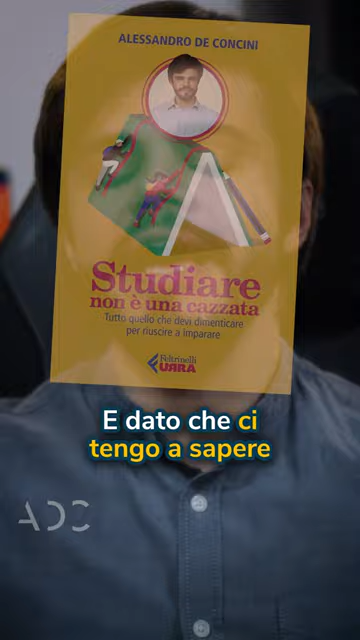 ALESSANDRO DE CONCINI
Studiare
non è una cazzata
Tutto quello che devi dimenticare
per riuscire a imparare
Feltrinelli
URRA
E dato che ci
tengo a sapere
ADC